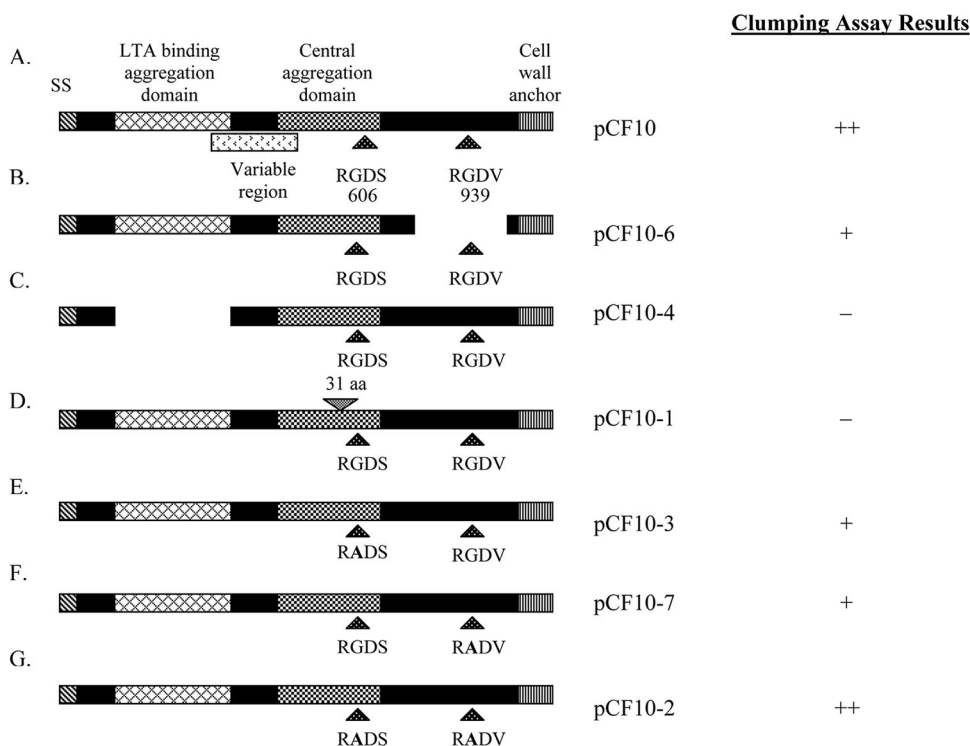 Clumping Assay Results
A.
SS
LTA binding
aggregation
domain
Central
aggregation
domain
Cell
wall
anchor
pCF10 ++
Variable
region
RGDS
606
RGDV
939
B.
pCF10-6 +
RGDS RGDV
C.
pCF10-4 –
RGDS RGDV
31 aa
D.
pCF10-1 –
RGDS RGDV
E.
pCF10-3 +
RADS RGDV
F.
pCF10-7 +
RGDS RADV
G.
pCF10-2 ++
RADS RADV